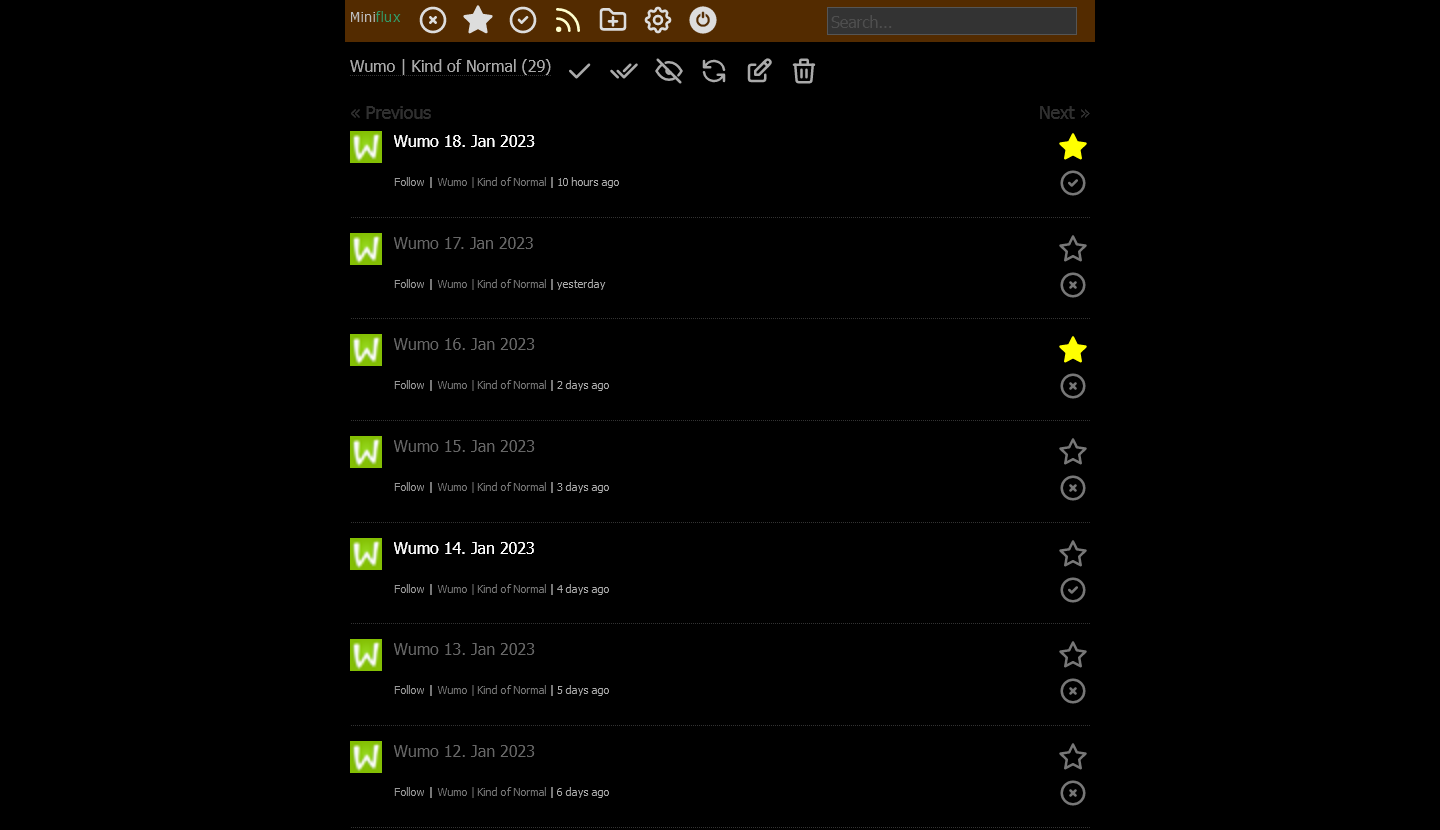 Miniflux
Search...
Wumo | Kind of Normal (29)
« Previous
Next »
Wumo 18. Jan 2023
Follow | Wumo | Kind of Normal | 10 hours ago
Wumo 17. Jan 2023
Follow | Wumo | Kind of Normal | yesterday
Wumo 16. Jan 2023
Follow | Wumo | Kind of Normal | 2 days ago
Wumo 15. Jan 2023
Follow | Wumo | Kind of Normal | 3 days ago
Wumo 14. Jan 2023
Follow | Wumo | Kind of Normal | 4 days ago
Wumo 13. Jan 2023
Follow | Wumo | Kind of Normal | 5 days ago
Wumo 12. Jan 2023
Follow | Wumo | Kind of Normal | 6 days ago